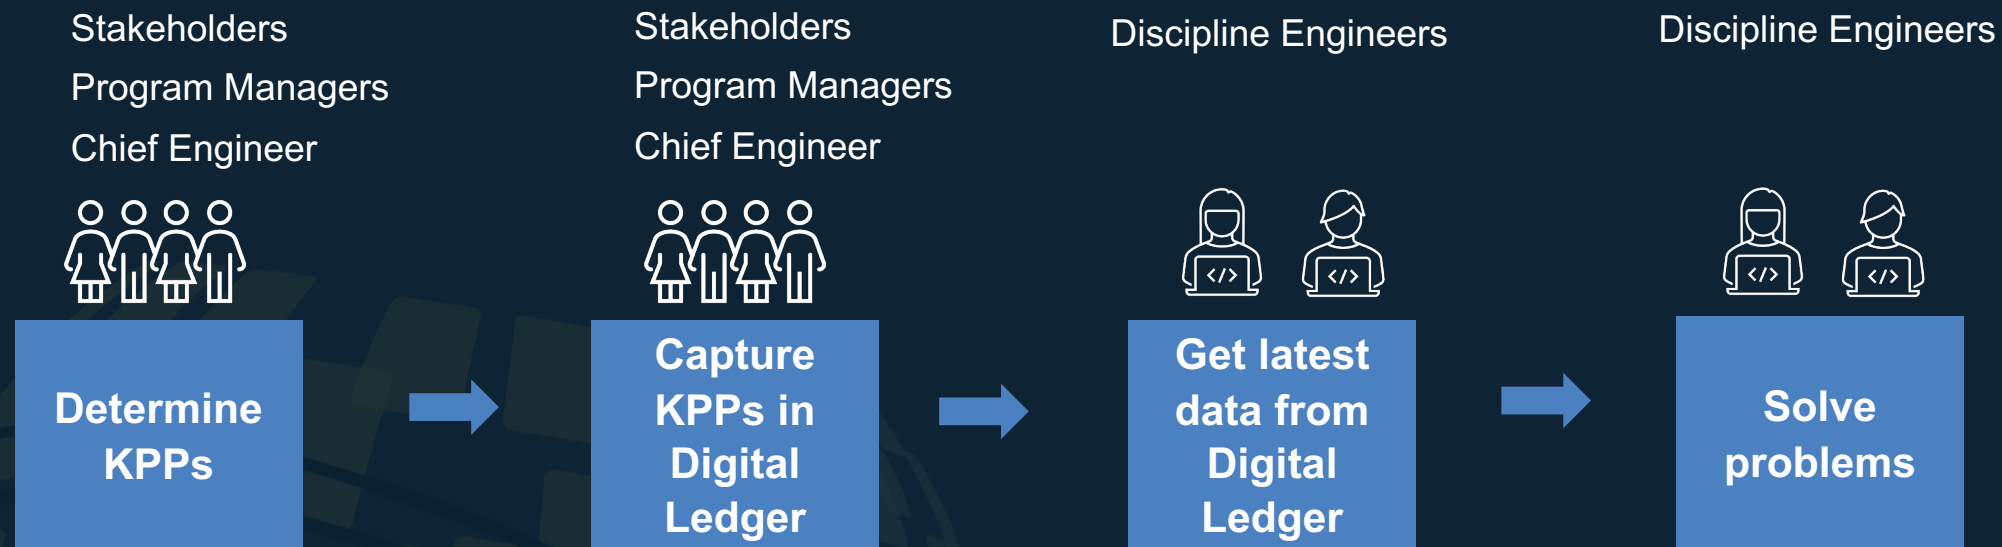 Stakeholders
Program Managers
Chief Engineer
Stakeholders
Program Managers
Chief Engineer
Discipline Engineers
Discipline Engineers
</>
</>
</>
</>
Determine
KPPs
Capture
KPPs in
Digital
Ledger
Get latest
data from
Digital
Ledger
Solve
problems